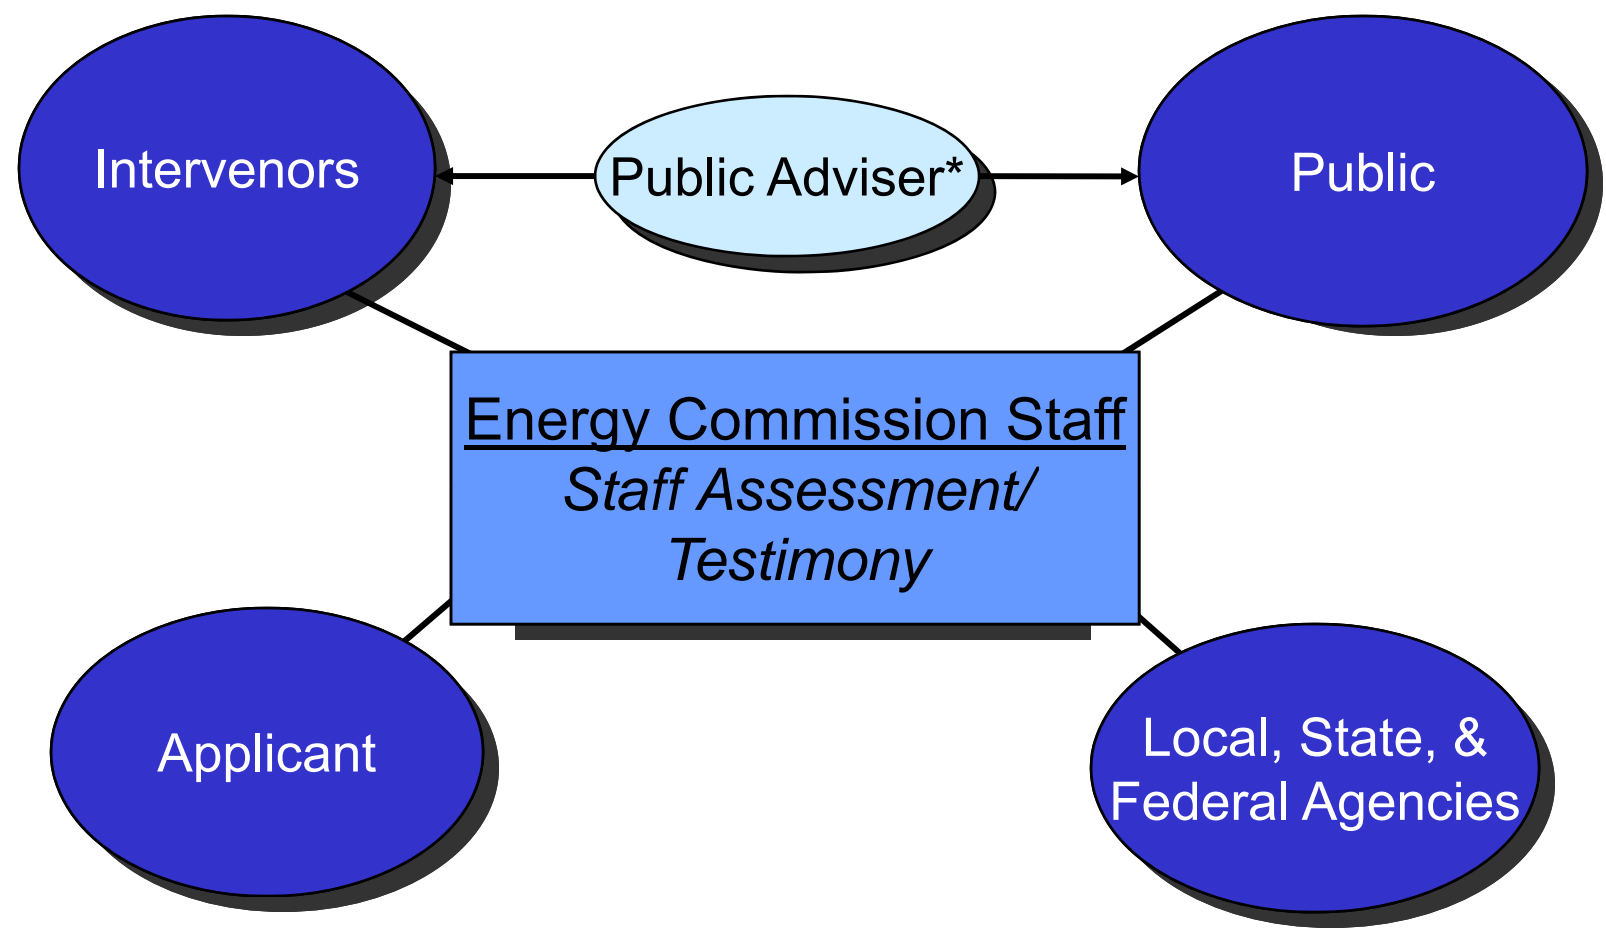 Intervenors
Public Adviser*
Public
Energy Commission Staff
Staff Assessment/
Testimony
Applicant
Local, State, &
Federal Agencies